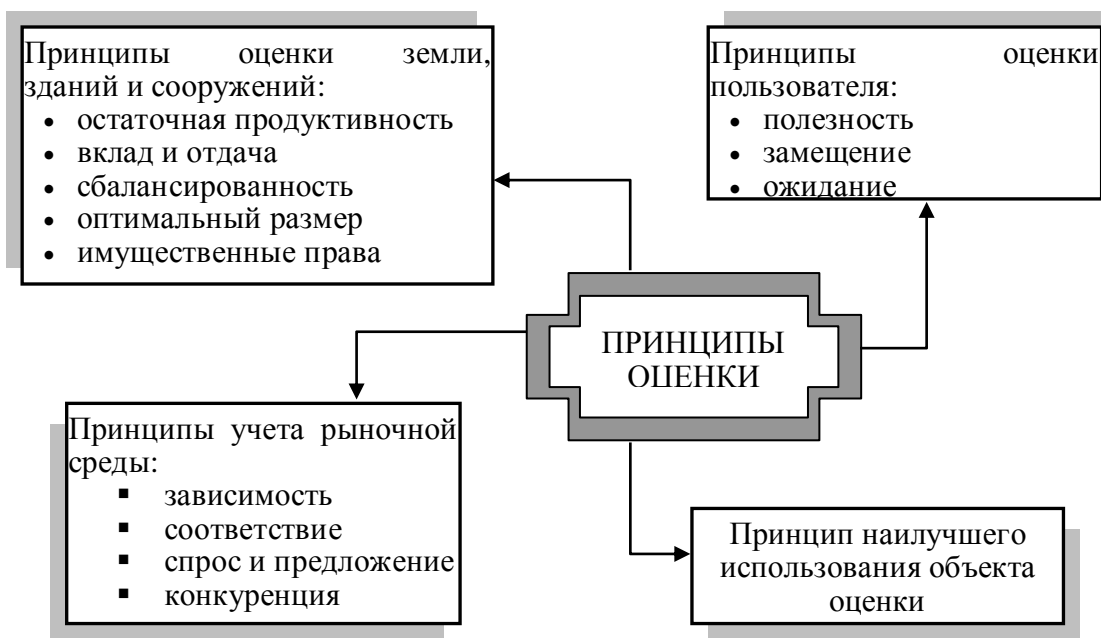 Принципы оценки земли,
зданий и сооружений:
• остаточная продуктивность
• вклад и отдача
• сбалансированность
• оптимальный размер
• имущественные права
Принципы оценки
пользователя:
• полезность
• замещение
• ожидание
ПРИНЦИПЫ
ОЦЕНКИ
Принципы учета рыночной
среды:
▪ зависимость
▪ соответствие
▪ спрос и предложение
▪ конкуренция
Принцип наилучшего
использования объекта
оценки